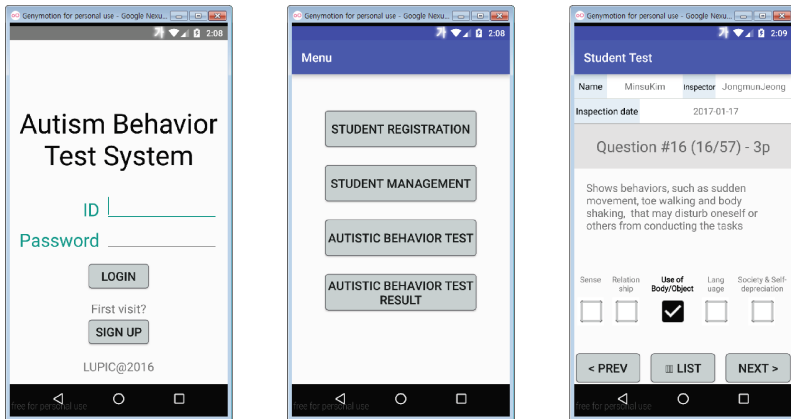 Genymotion for personal use - Google Nexu...
2:08
Autism Behavior
Test System
ID
Password
LOGIN
First visit?
SIGN UP
LUPIC@2016
free for personal use
Genymotion for personal use - Google Nexu...
2:08
Menu
STUDENT REGISTRATION
STUDENT MANAGEMENT
AUTISTIC BEHAVIOR TEST
AUTISTIC BEHAVIOR TEST
RESULT
free for personal use
Genymotion for personal use - Google Nexu...
2:09
Student Test
Name MinsuKim Inspector JongmunJeong
Inspection date 2017-01-17
Question #16 (16/57) - 3p
Shows behaviors, such as sudden
movement, toe walking and body
shaking, that may disturb oneself or
others from conducting the tasks
Sense Relation Use of Lang Society & Self-
ship Body/Object uage depreciation
< PREV LIST NEXT >
free for personal use